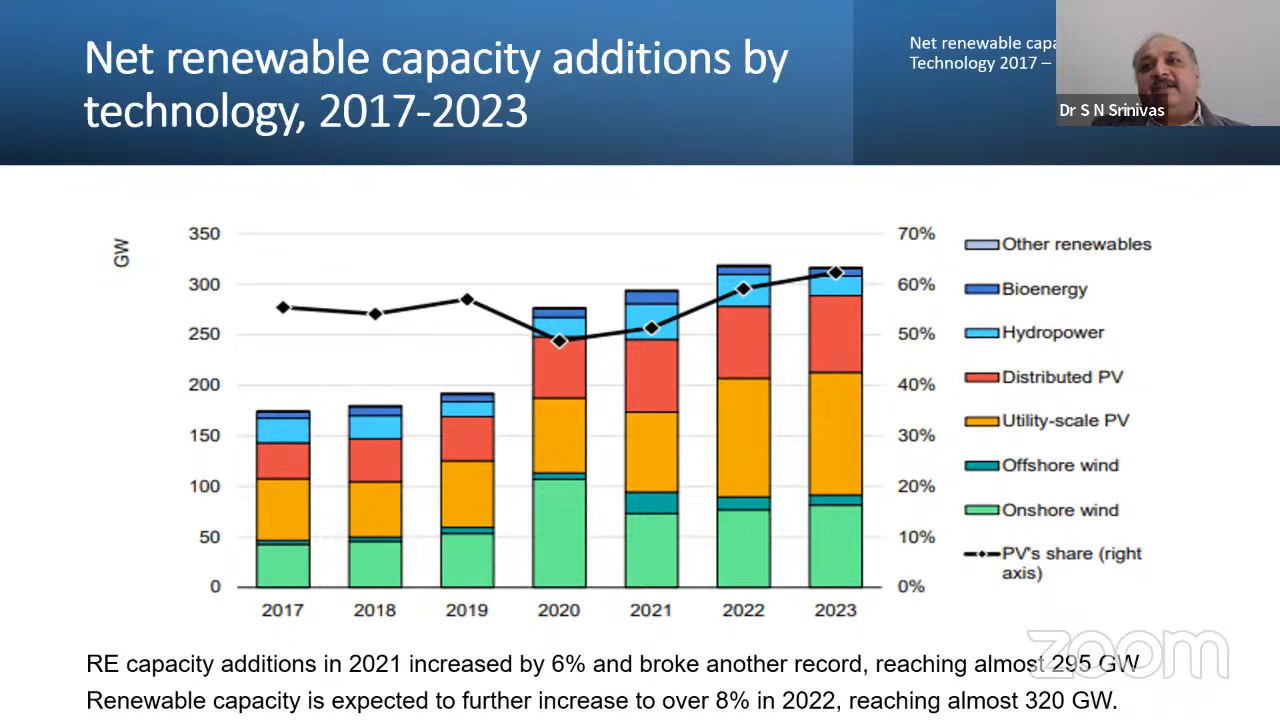 Net renewable capacity additions by
technology, 2017-2023
Net renewable
Technology 2017 –
Dr S N Srinivas
GW
350
300
250
200
150
100
50
0
70%
60%
50%
40%
30%
20%
10%
0%
2017 2018 2019 2020 2021 2022 2023
Other renewables
Bioenergy
Hydropower
Distributed PV
Utility-scale PV
Offshore wind
Onshore wind
PV's share (right
axis)
zoom
RE capacity additions in 2021 increased by 6% and broke another record, reaching almost 295 GW
Renewable capacity is expected to further increase to over 8% in 2022, reaching almost 320 GW.